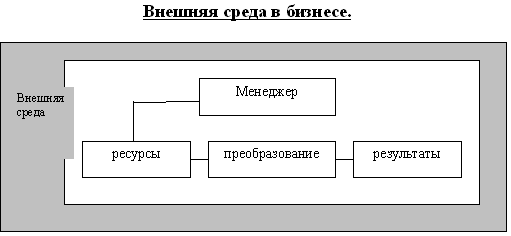 Внешняя среда в бизнесе.
Менеджер
Внешняя
среда
ресурсы
преобразование
результаты